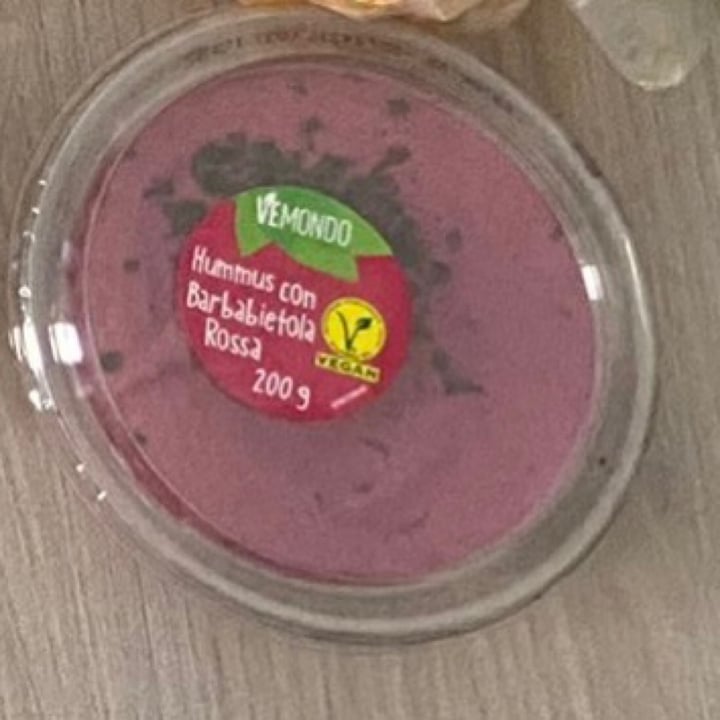 VEMONDO
Hummus con
Barbabietola
Rossa
200 g
VEGAN